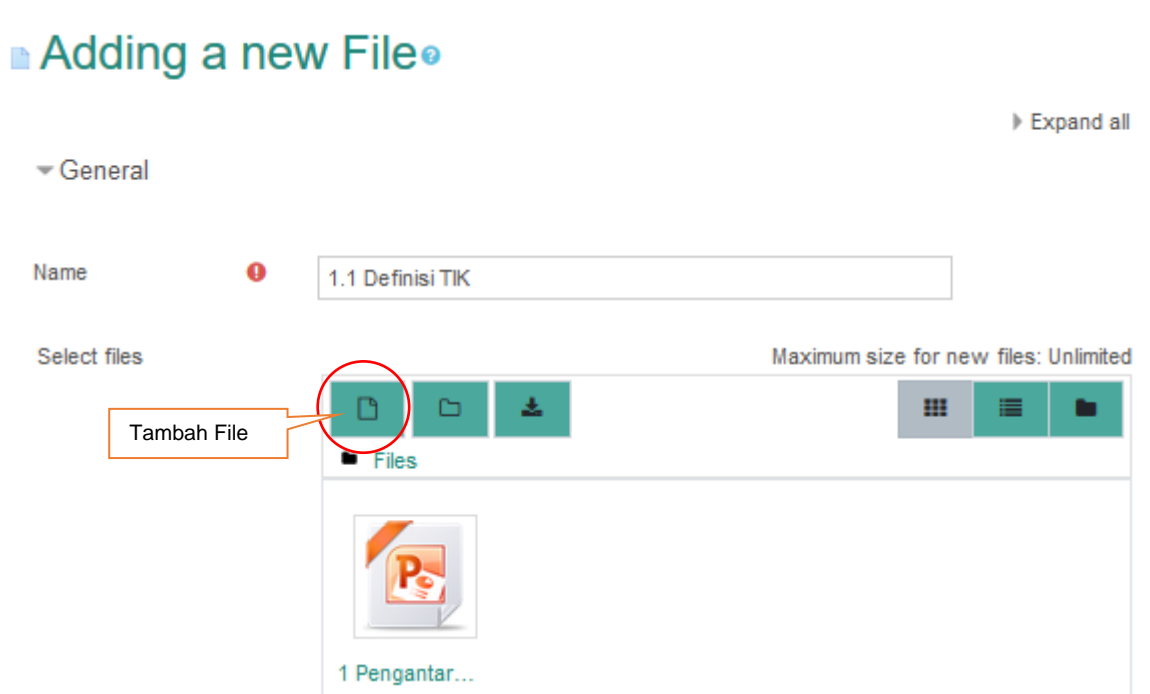 Adding a new File
Expand all
General
Name
1.1 Definisi TIK
Select files
Maximum size for new files: Unlimited
Tambah File
Files
1 Pengantar...